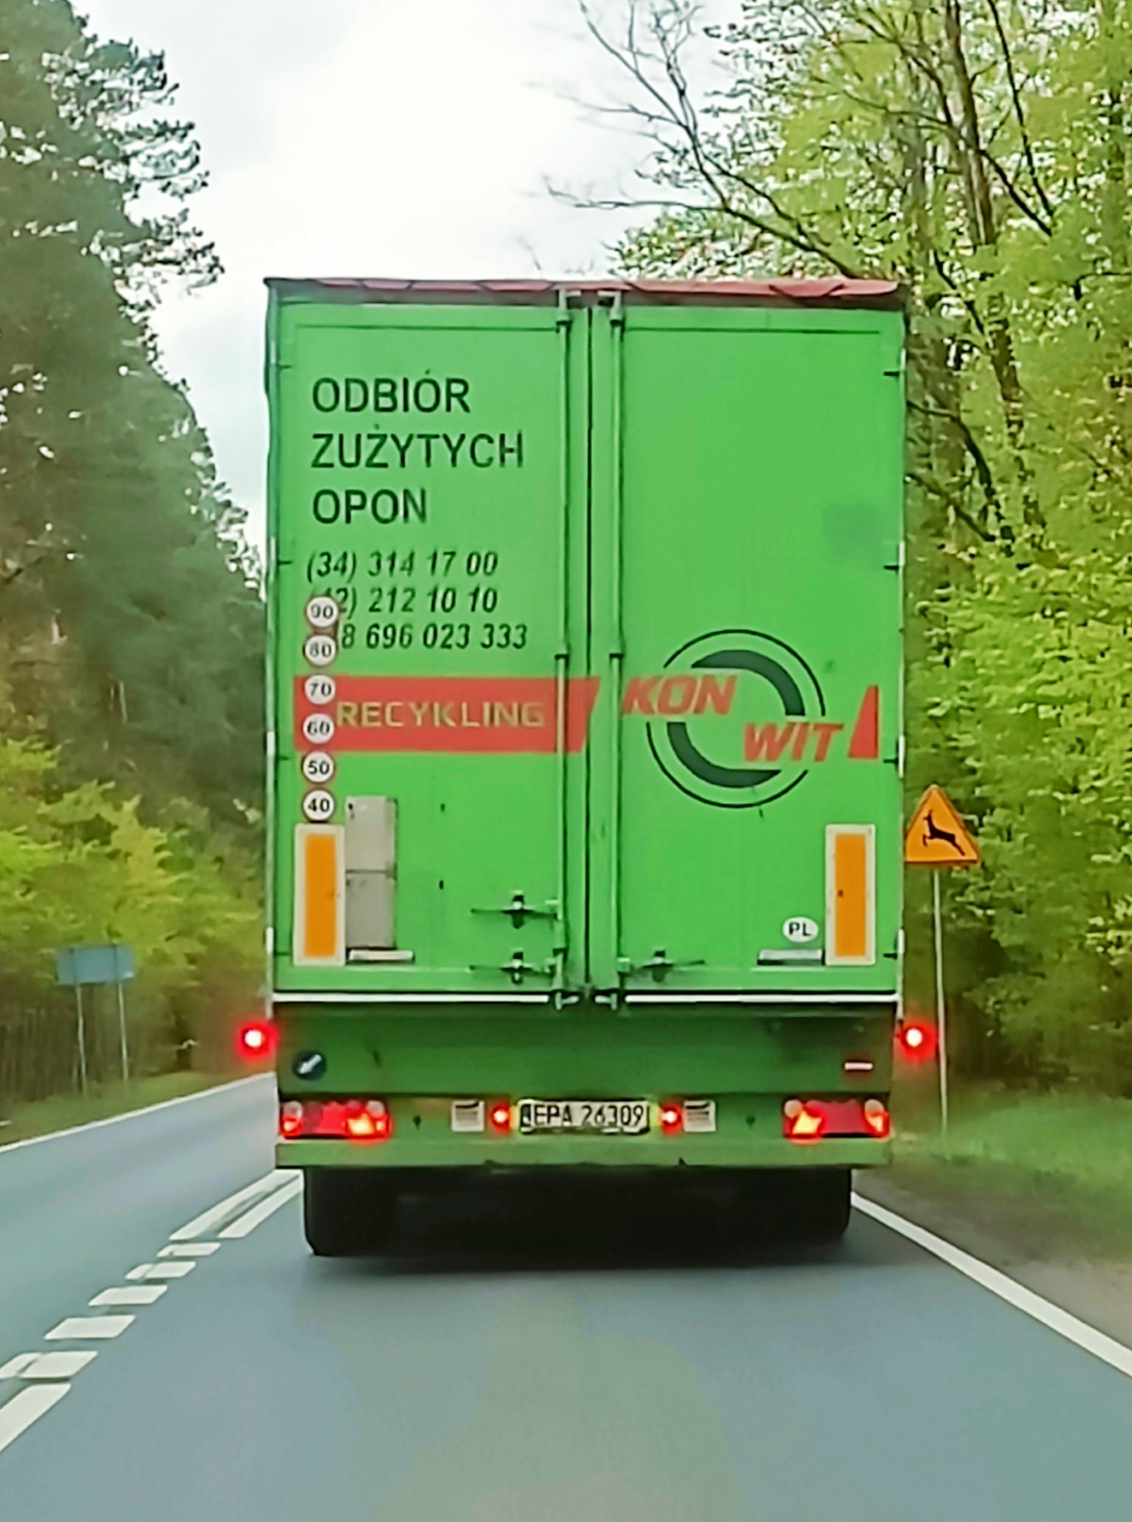 ODBIÓR
ZUŻYTYCH
OPON
(34) 314 17 00
212 10 10
696 023 333
90
80
70
60
50
40
RECYKLING
KON
WIT
PL
EPA 26309